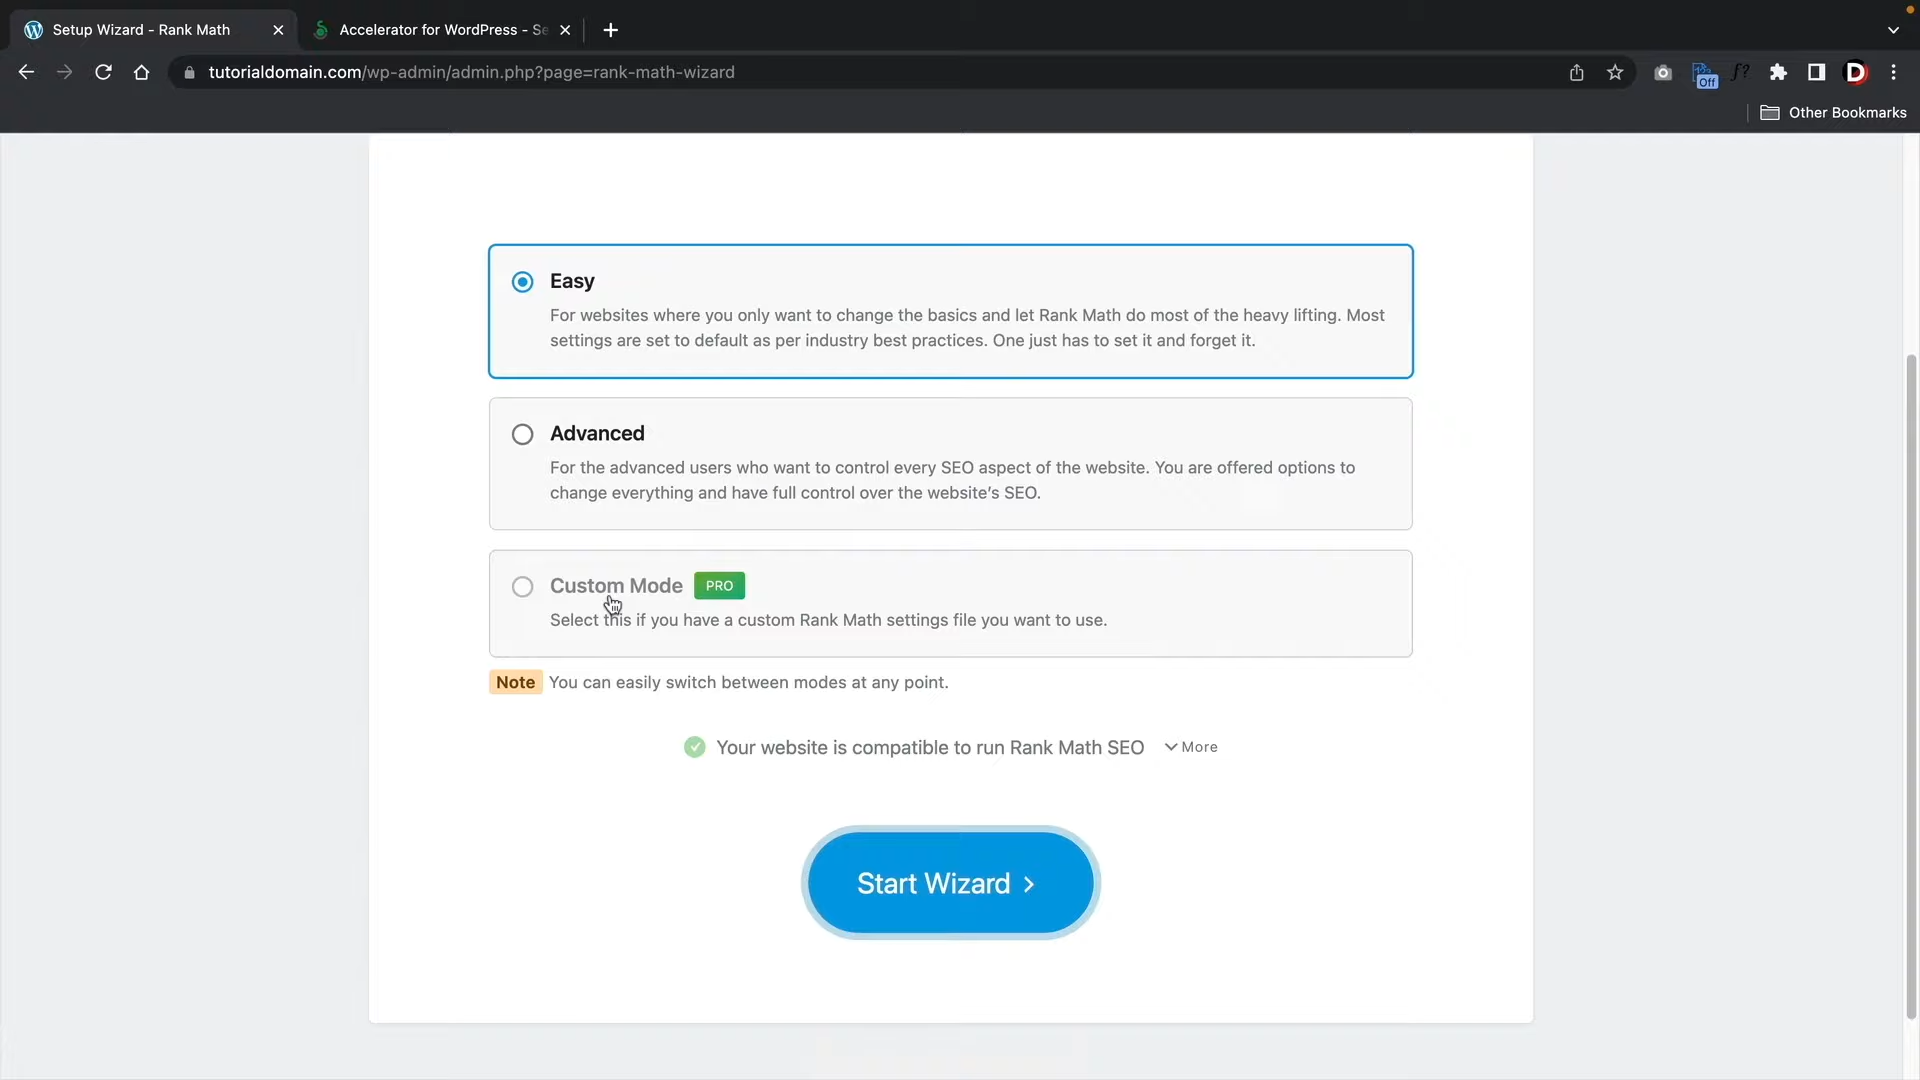 Setup Wizard - Rank Math
Accelerator for WordPress - Se
tutorialdomain.com/wp-admin/admin.php?page=rank-math-wizard
Off
f?
D
Other Bookmarks
Easy
For websites where you only want to change the basics and let Rank Math do most of the heavy lifting. Most
settings are set to default as per industry best practices. One just has to set it and forget it.
Advanced
For the advanced users who want to control every SEO aspect of the website. You are offered options to
change everything and have full control over the website's SEO.
Custom Mode PRO
Select this if you have a custom Rank Math settings file you want to use.
Note You can easily switch between modes at any point.
Your website is compatible to run Rank Math SEO More
Start Wizard